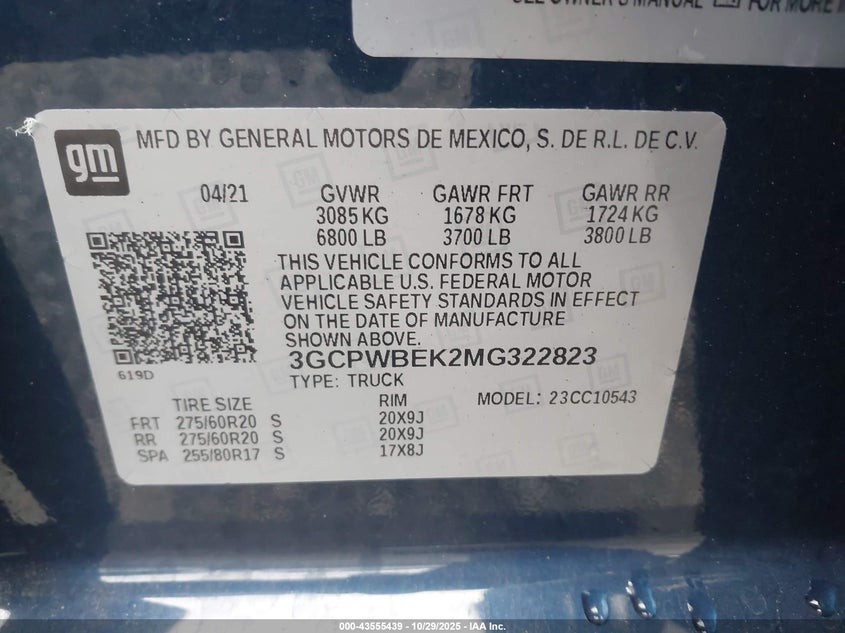 SEE OWNER'S MANUAL FOR MORE
gm
MFD BY GENERAL MOTORS DE MEXICO, S. DE R.L. DE C.V.
04/21 GVWR GAWR FRT GAWR RR
3085 KG 1678 KG 1724 KG
6800 LB 3700 LB 3800 LB
THIS VEHICLE CONFORMS TO ALL
APPLICABLE U.S. FEDERAL MOTOR
VEHICLE SAFETY STANDARDS IN EFFECT
ON THE DATE OF MANUFACTURE
SHOWN ABOVE.
3GCPWBEK2MG322823
619D
TYPE: TRUCK
TIRE SIZE RIM MODEL: 23CC10543
FRT 275/60R20 S 20X9J
RR 275/60R20 S 20X9J
SPA 255/80R17 S 17X8J
000-43555439 - 10/29/2025 - IAA Inc.